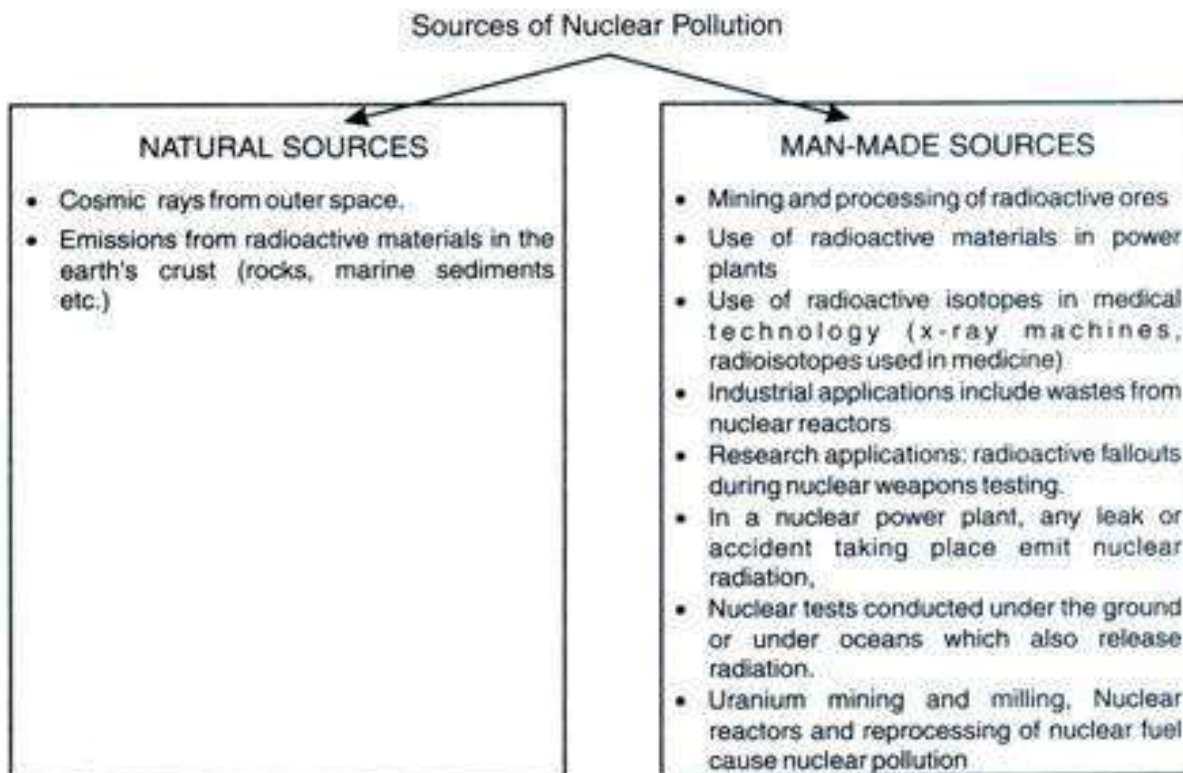 Sources of Nuclear Pollution
NATURAL SOURCES
• Cosmic rays from outer space.
• Emissions from radioactive materials in the
earth's crust (rocks, marine sediments
etc.)
MAN-MADE SOURCES
• Mining and processing of radioactive ores
• Use of radioactive materials in power
plants
• Use of radioactive isotopes in medical
technology (x-ray machines,
radioisotopes used in medicine)
• Industrial applications include wastes from
nuclear reactors
• Research applications: radioactive fallouts
during nuclear weapons testing.
• In a nuclear power plant, any leak or
accident taking place emit nuclear
radiation,
• Nuclear tests conducted under the ground
or under oceans which also release
radiation.
• Uranium mining and milling, Nuclear
reactors and reprocessing of nuclear fuel
cause nuclear pollution